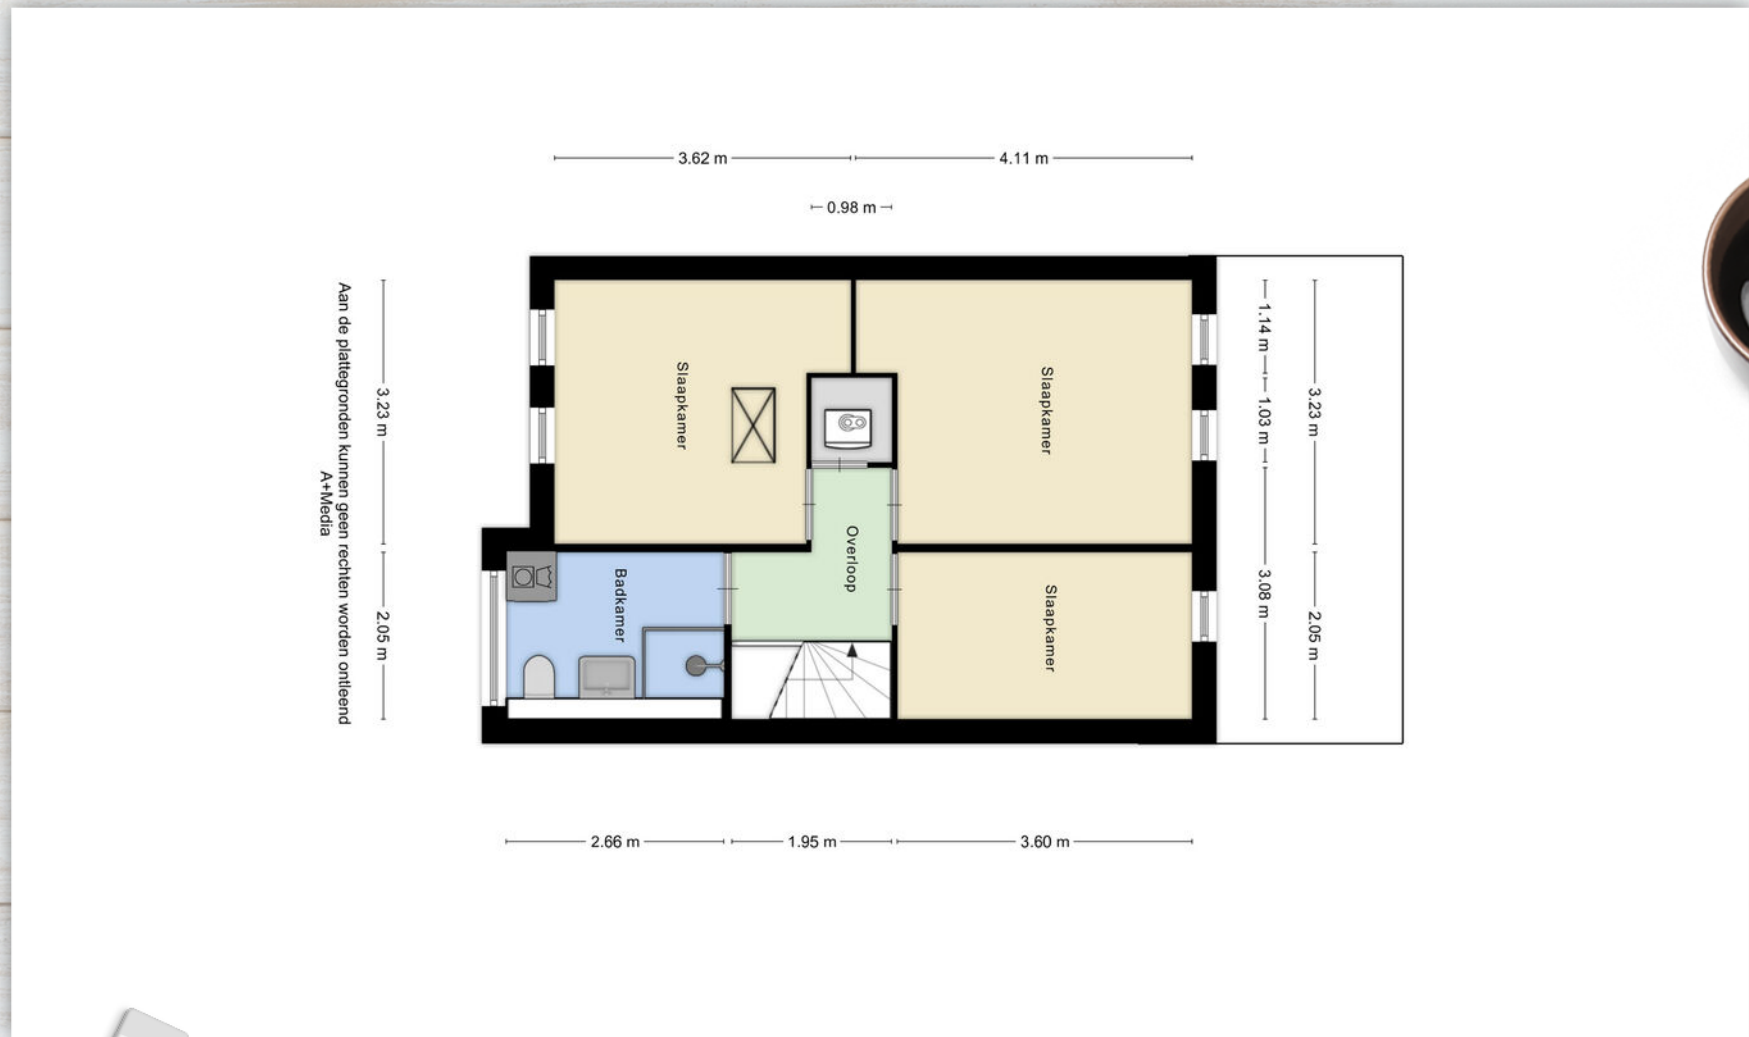 3.62 m
4.11 m
0.98 m
Aan de plattegronden kunnen geen rechten worden ontleend
A+Media
3.23 m
2.05 m
Slaapkamer
Slaapkamer
Overloop
Badkamer
Slaapkamer
1.14 m
1.03 m
3.08 m
3.23 m
2.05 m
2.66 m
1.95 m
3.60 m